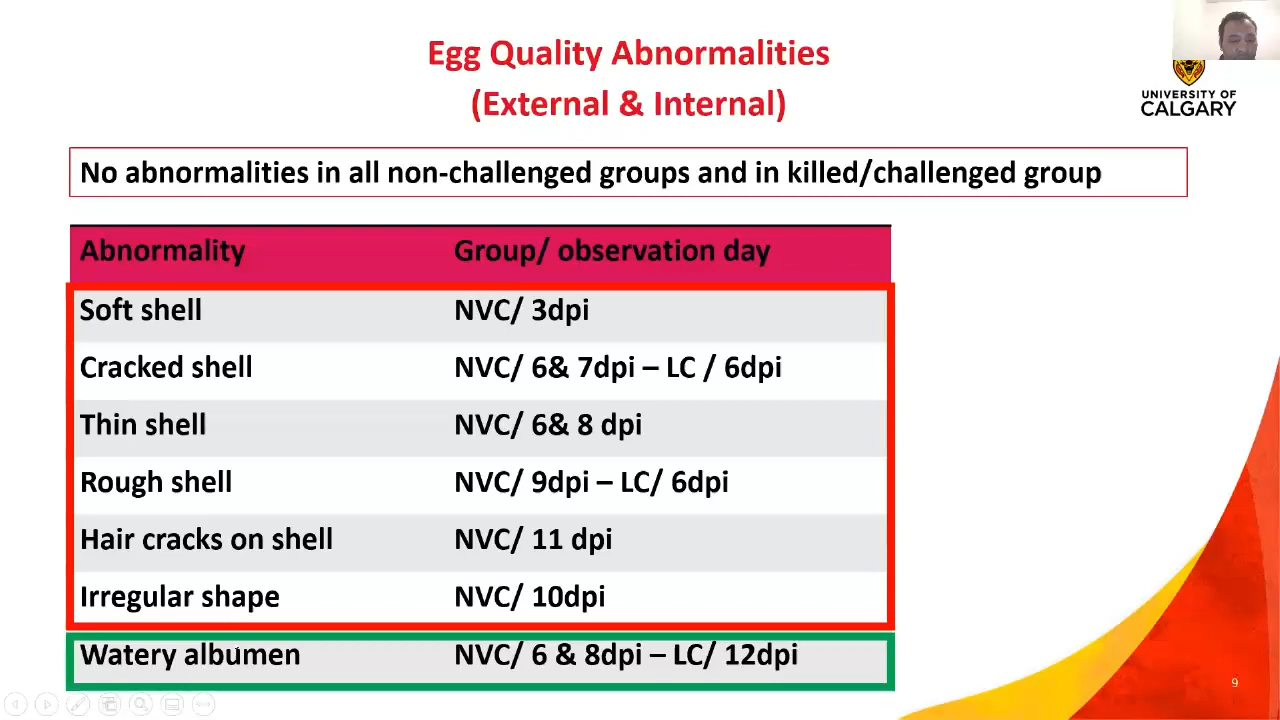 Egg Quality Abnormalities
(External & Internal)
UNIVERSITY OF
CALGARY
No abnormalities in all non-challenged groups and in killed/challenged group
Abnormality Group/ observation day
Soft shell NVC/ 3dpi
Cracked shell NVC/ 6& 7dpi – LC / 6dpi
Thin shell NVC/ 6& 8 dpi
Rough shell NVC/ 9dpi – LC/ 6dpi
Hair cracks on shell NVC/ 11 dpi
Irregular shape NVC/ 10dpi
Watery albumen NVC/ 6 & 8dpi – LC/ 12dpi
9